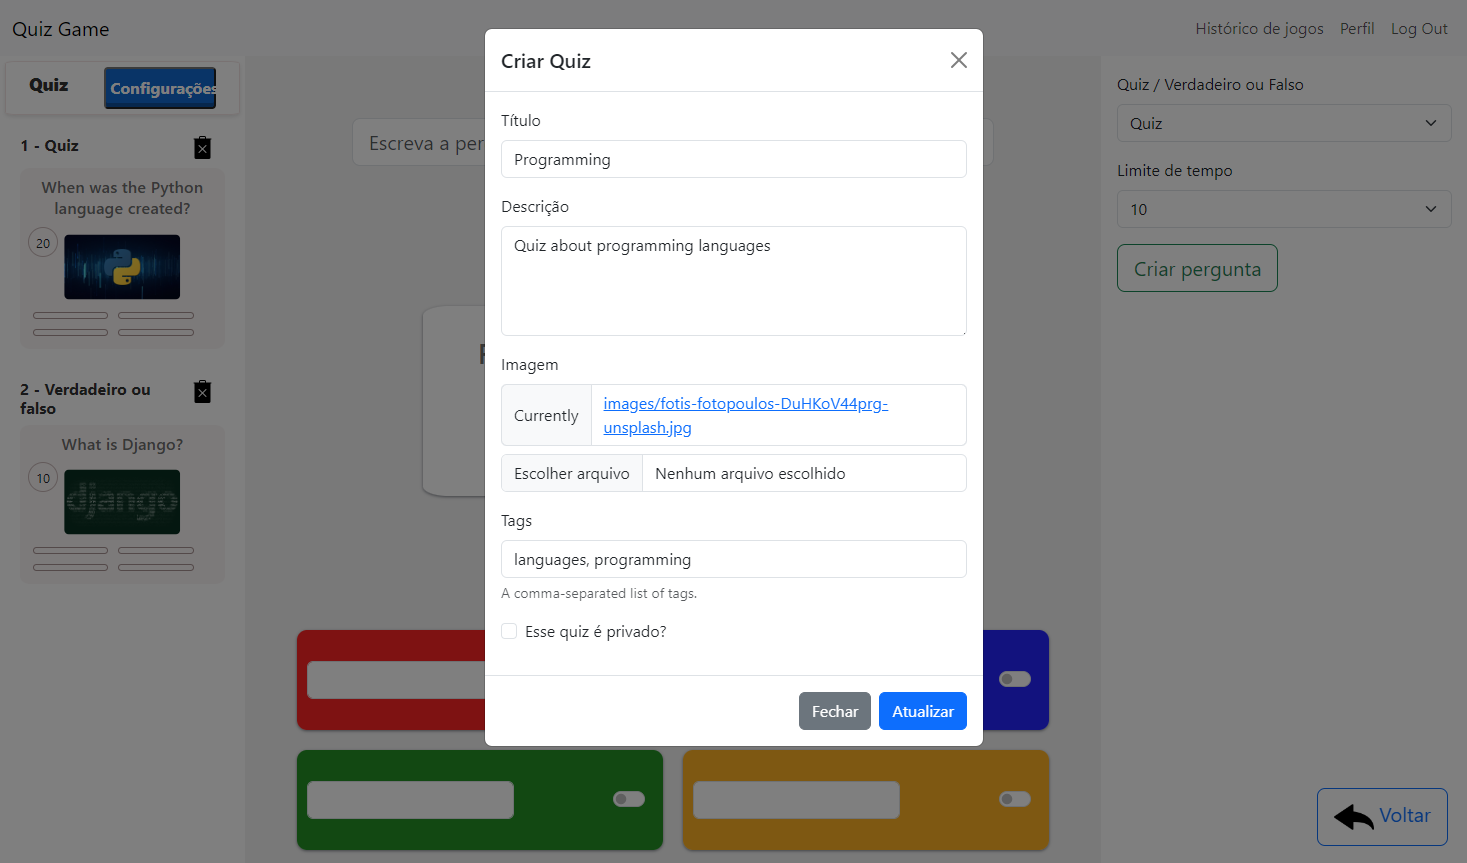 Quiz Game
Histórico de jogos Perfil Log Out
Quiz Configurações
1 - Quiz
When was the Python
language created?
20
2 - Verdadeiro ou
falso
What is Django?
10
django
Escreva a per
Criar Quiz
Título
Programming
Descrição
Quiz about programming languages
Imagem
Currently
images/fotis-fotopoulos-DuHKoV44prg-
unsplash.jpg
Escolher arquivo Nenhum arquivo escolhido
Tags
languages, programming
A comma-separated list of tags.
Esse quiz é privado?
Fechar Atualizar
Quiz / Verdadeiro ou Falso
Quiz
Limite de tempo
10
Criar pergunta
Voltar